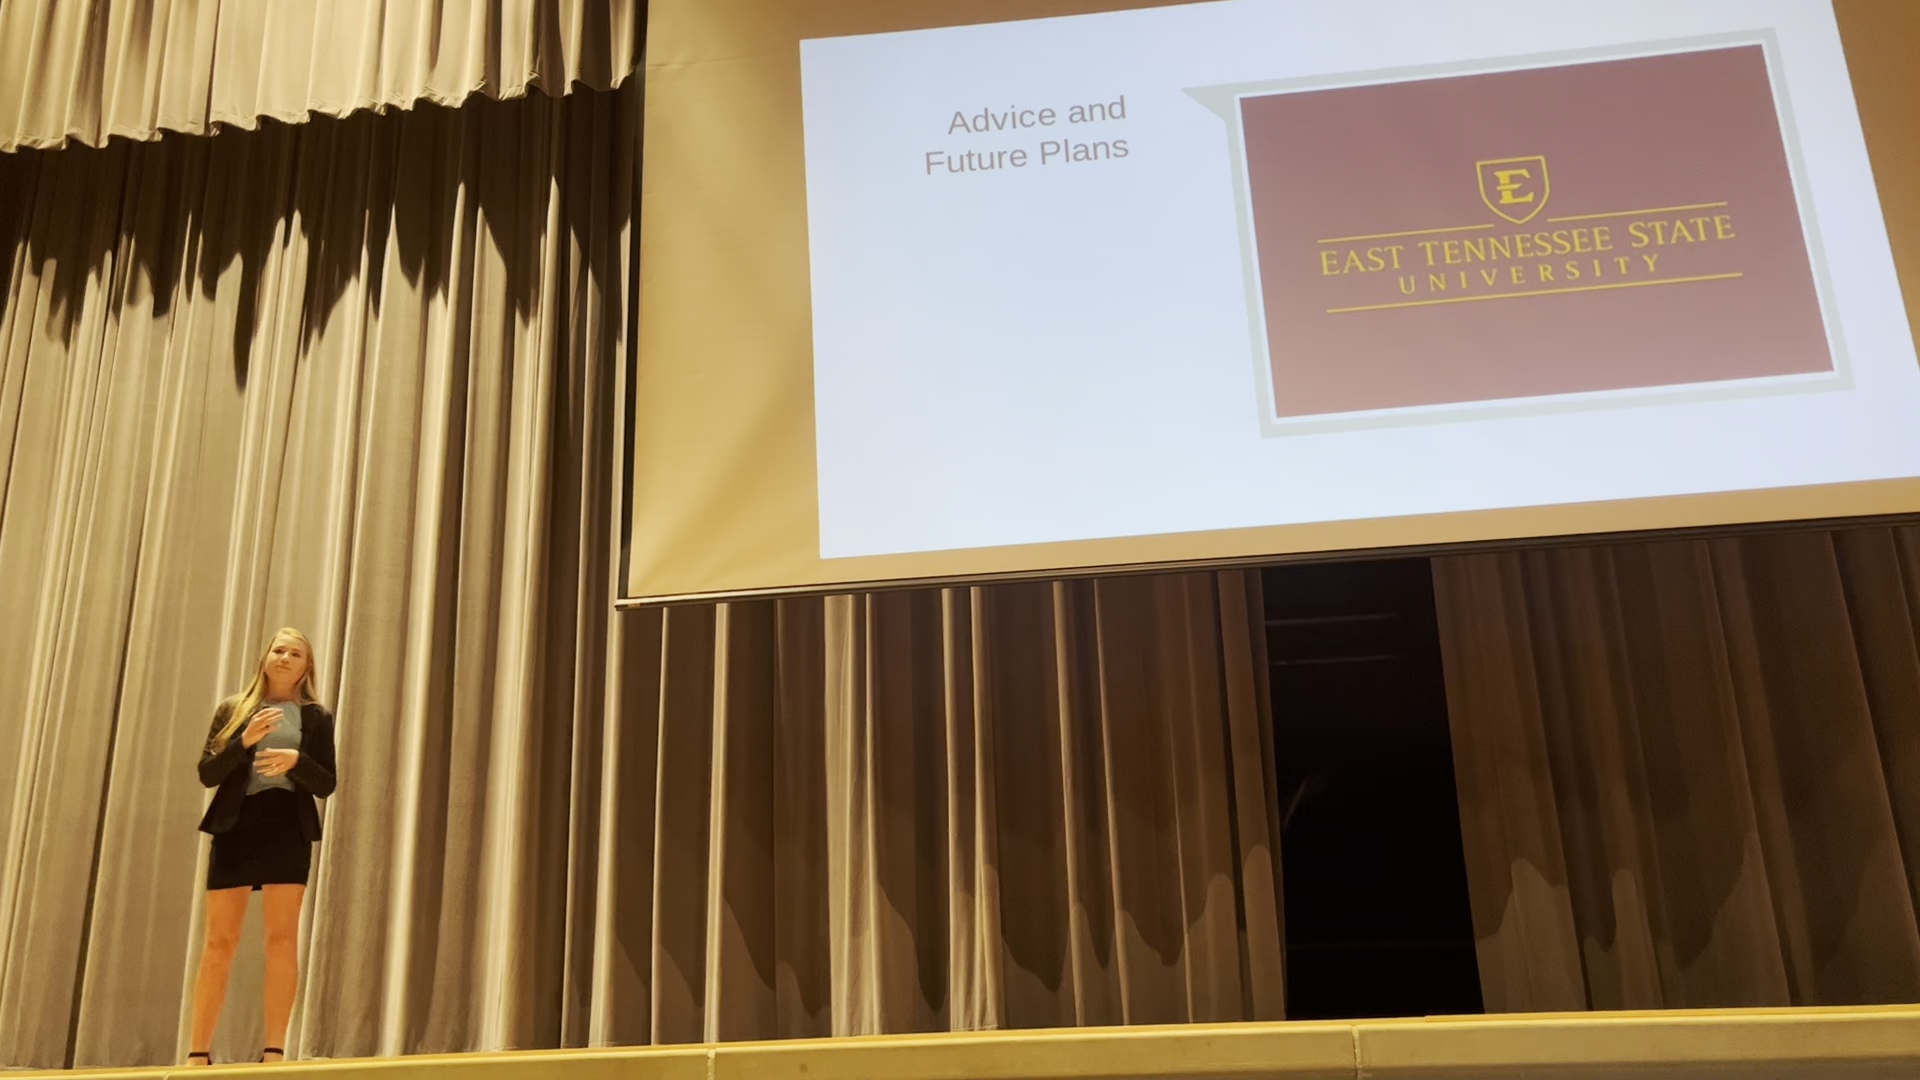 Advice and
Future Plans
E
EAST TENNESSEE STATE
UNIVERSITY